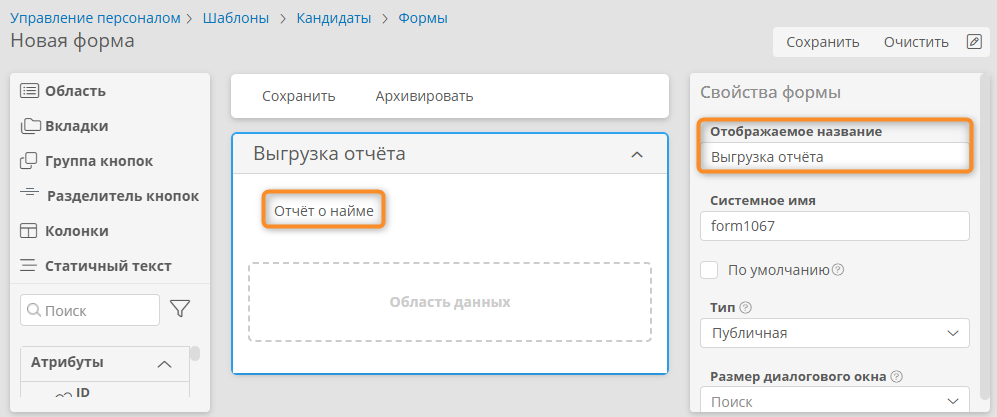 Управление персоналом > Шаблоны > Кандидаты > Формы
Новая форма
Сохранить Очистить
Область
Вкладки
Группа кнопок
Разделитель кнопок
Колонки
Статичный текст
Поиск
Атрибуты
ID
Сохранить Архивировать
Выгрузка отчёта
Отчёт о найме
Область данных
Свойства формы
Отображаемое название
Выгрузка отчёта
Системное имя
form1067
По умолчанию
Тип
Публичная
Размер диалогового окна
Поиск